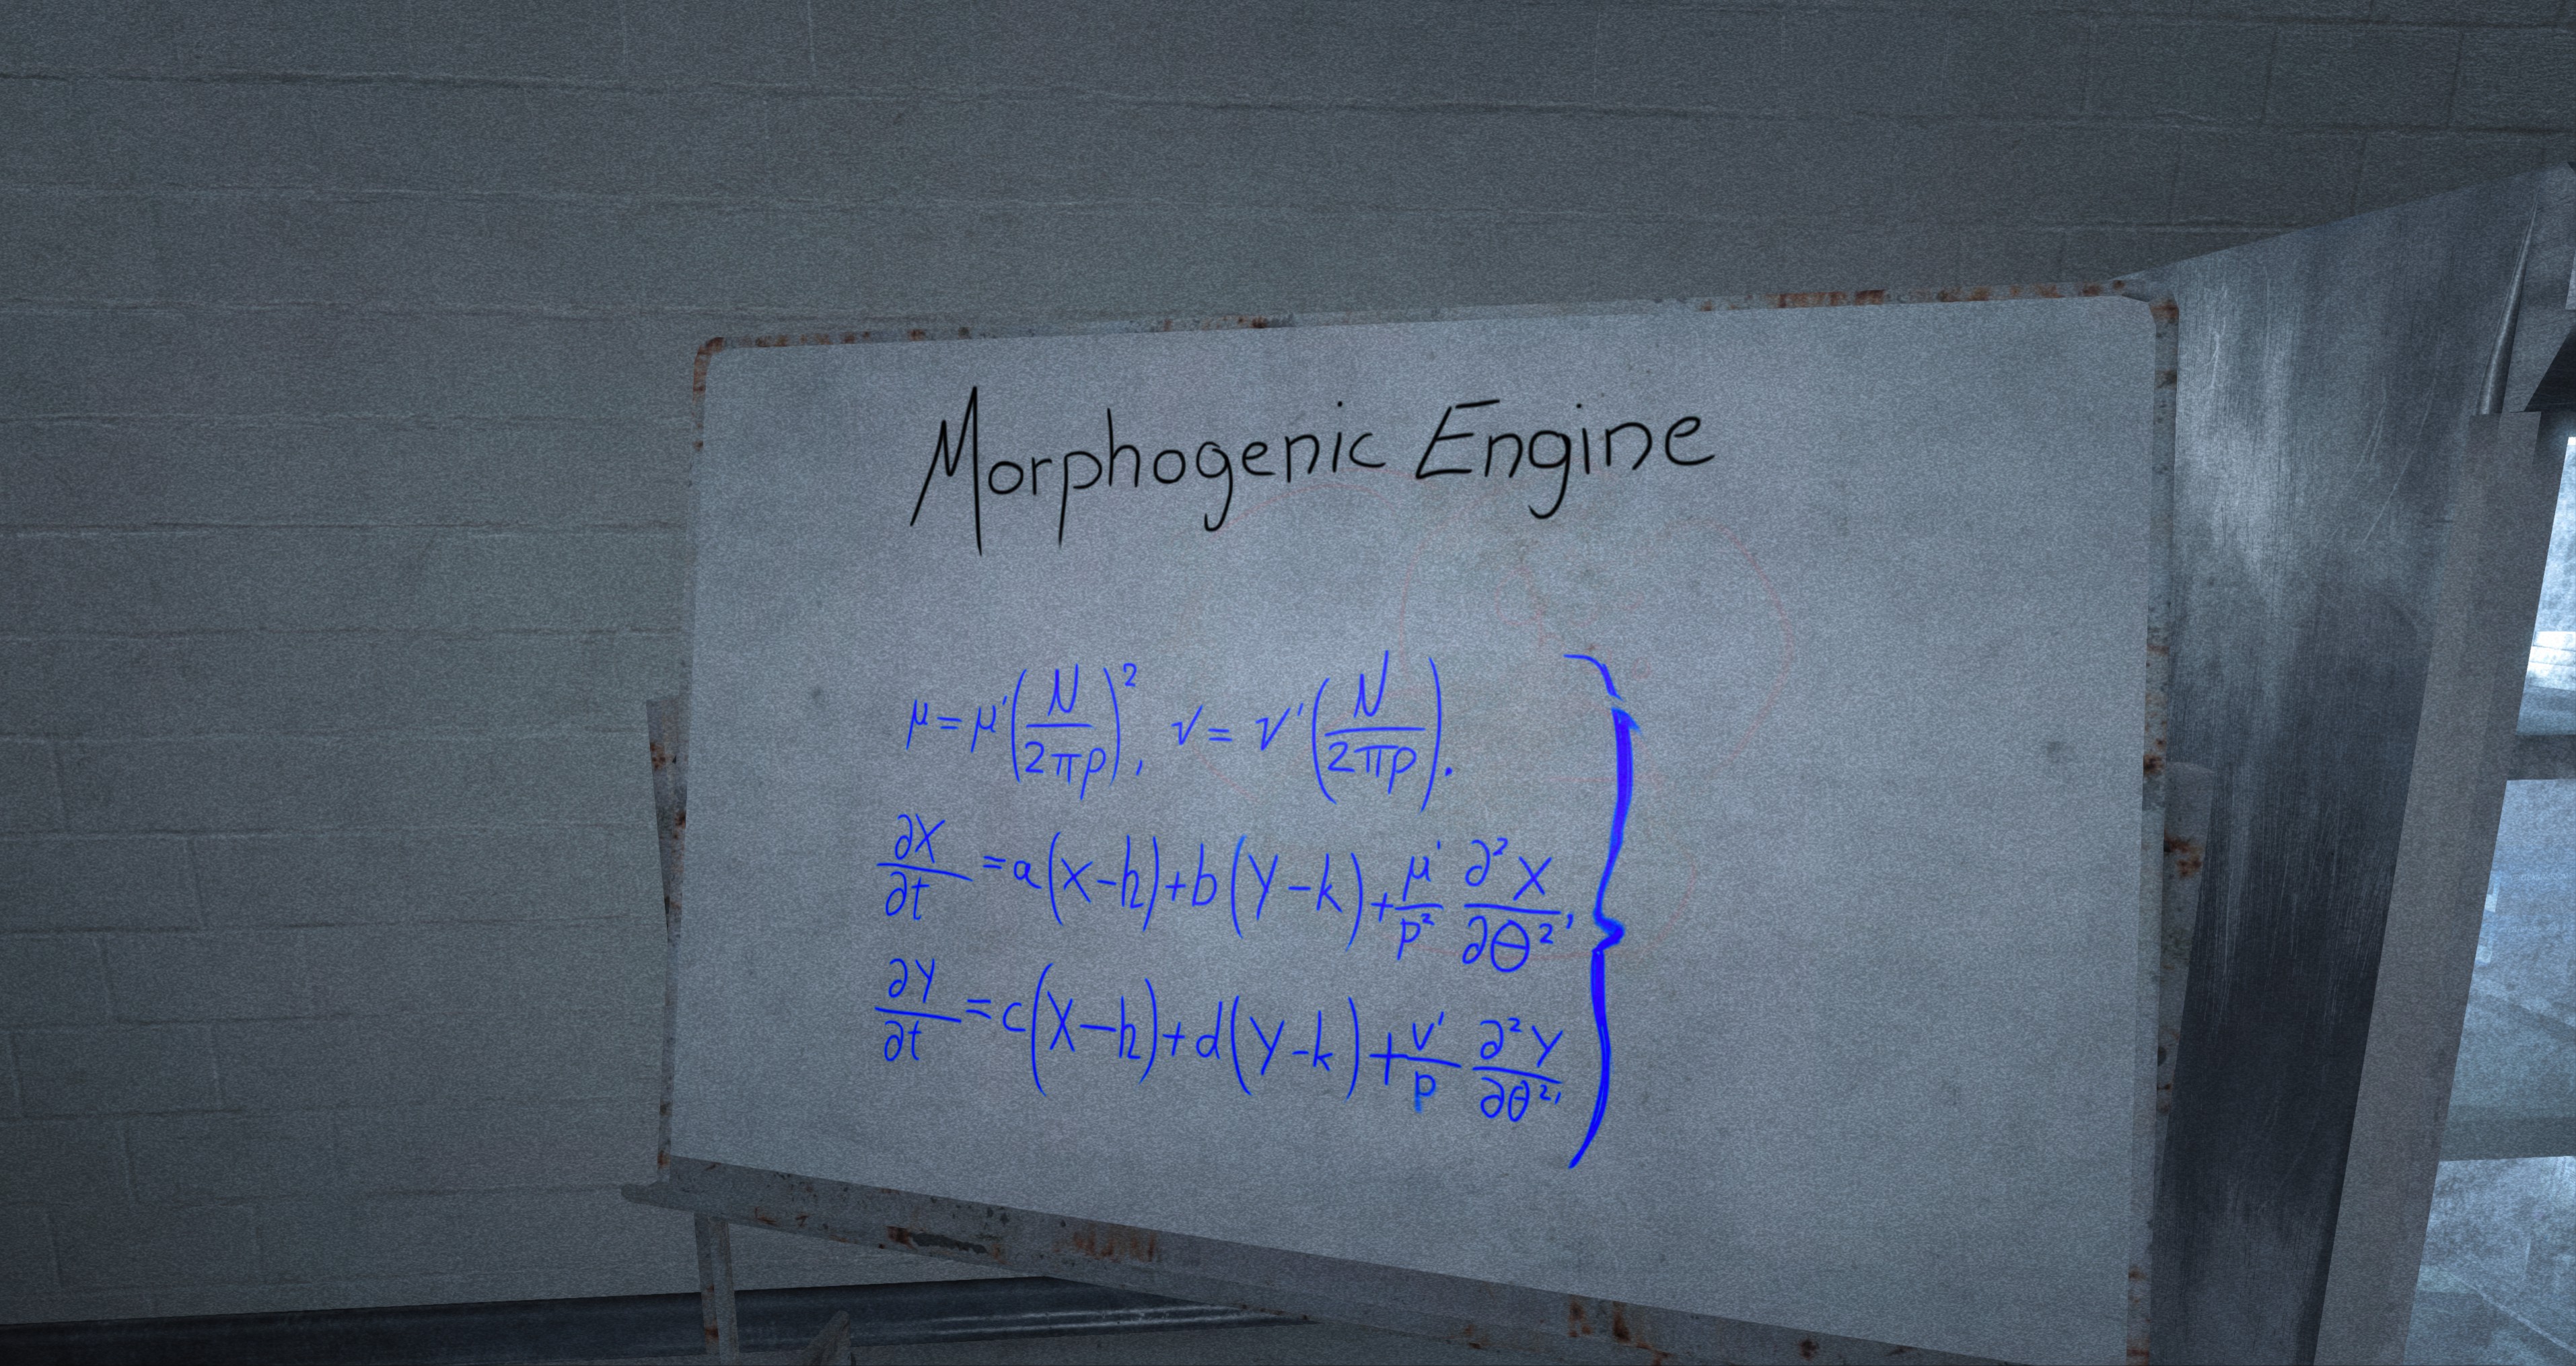 Morphogenic Engine
μ = μ'(N/2πρ)², ν = ν'(N/2πρ).
∂X/∂t = a(X-h)+b(Y-k)+μ'/ρ² ∂²X/∂θ²,
∂Y/∂t = c(X-h)+d(Y-k)+ν'/ρ ∂²Y/∂θ²,